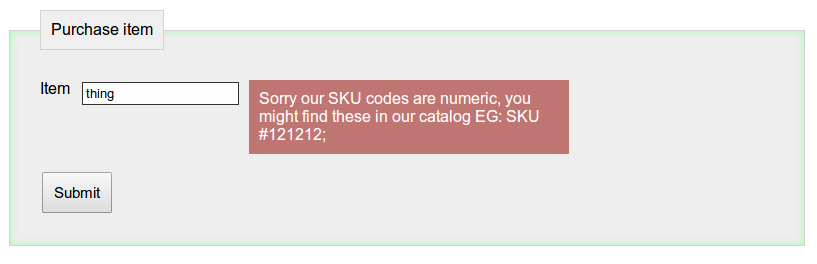 Purchase item
Item
thing
Sorry our SKU codes are numeric, you
might find these in our catalog EG: SKU
#121212;
Submit